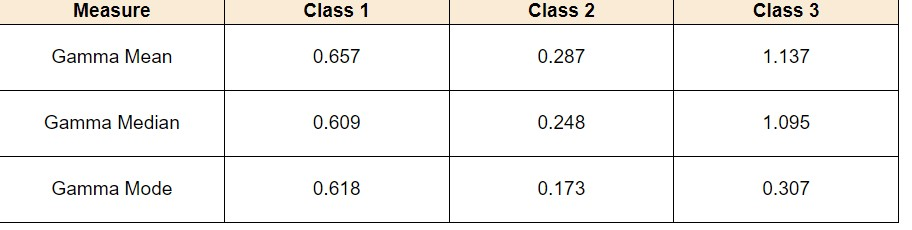 Measure Class 1 Class 2 Class 3
Gamma Mean 0.657 0.287 1.137
Gamma Median 0.609 0.248 1.095
Gamma Mode 0.618 0.173 0.307